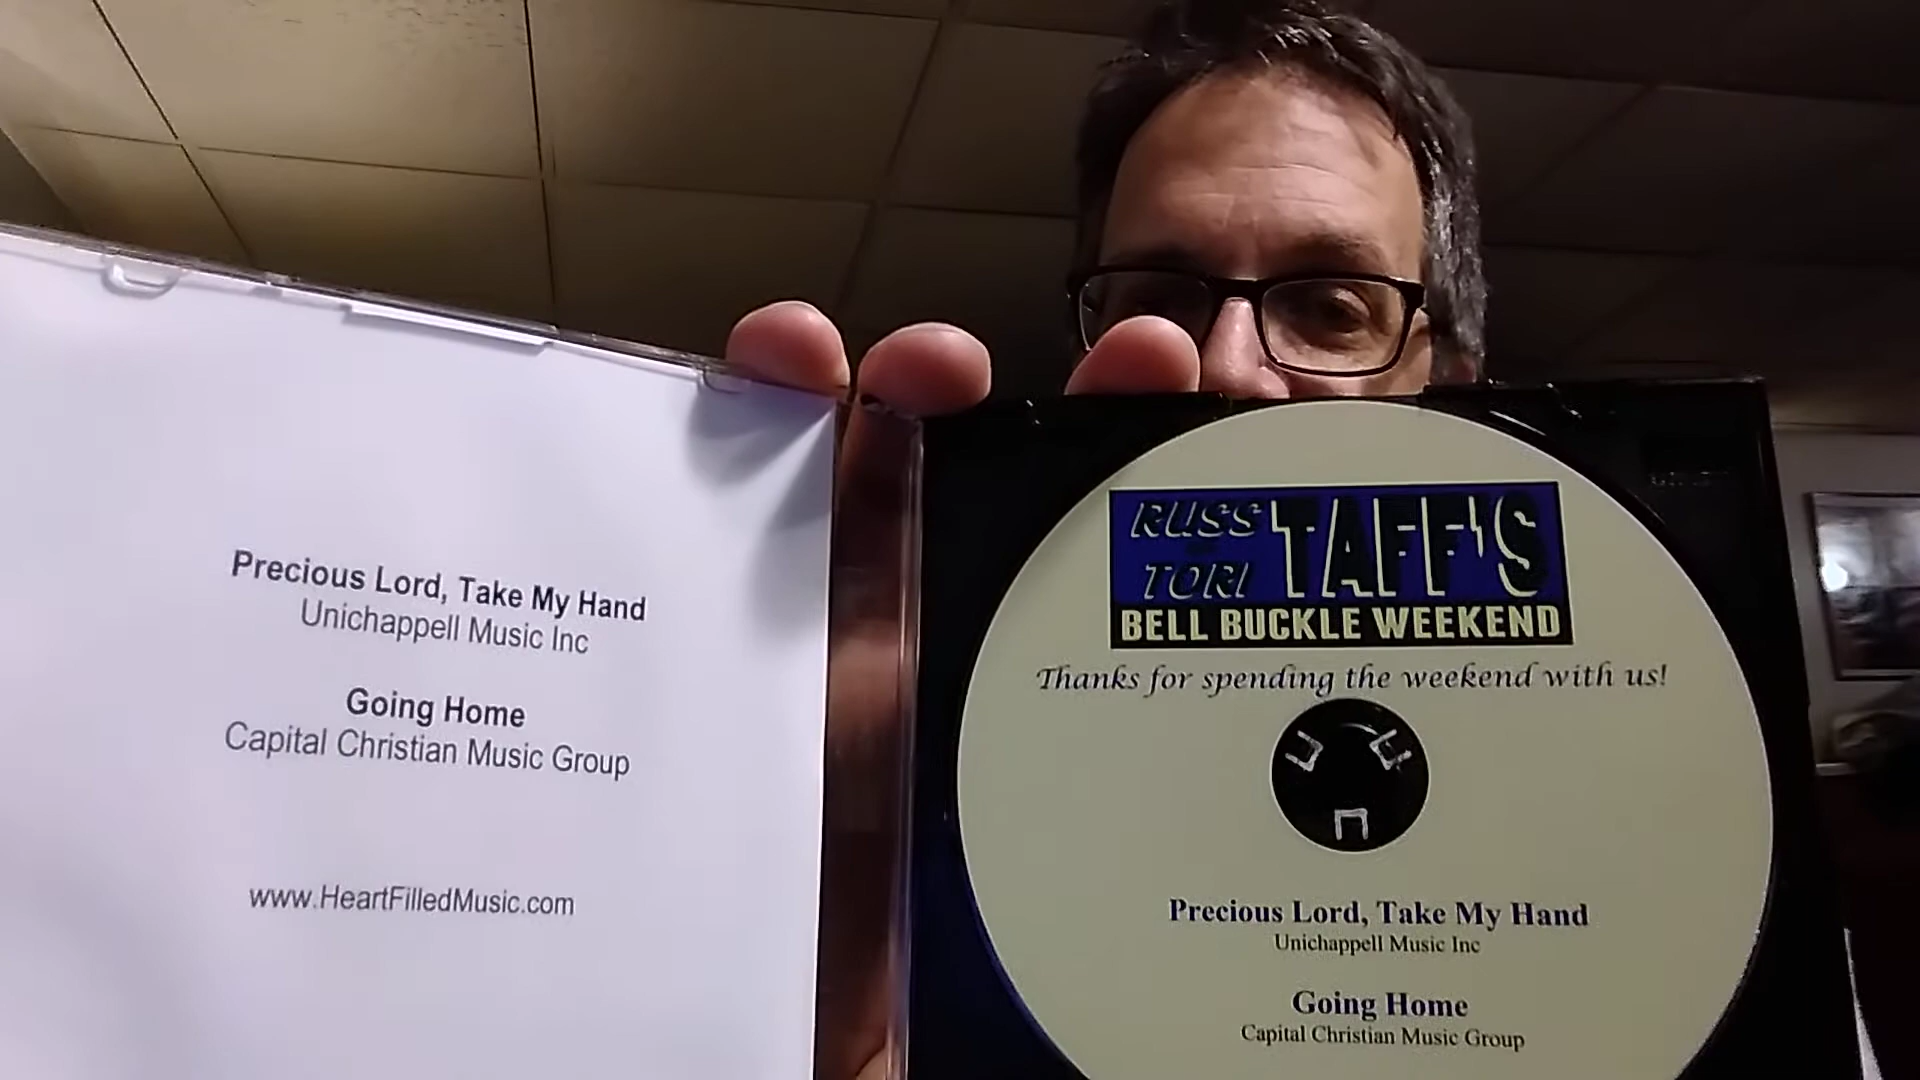 Precious Lord, Take My Hand
Unichappell Music Inc
Going Home
Capital Christian Music Group
www.HeartFilledMusic.com
RUSS
TORI
TAFF'S
BELL BUCKLE WEEKEND
Thanks for spending the weekend with us!
Precious Lord, Take My Hand
Unichappell Music Inc
Going Home
Capital Christian Music Group